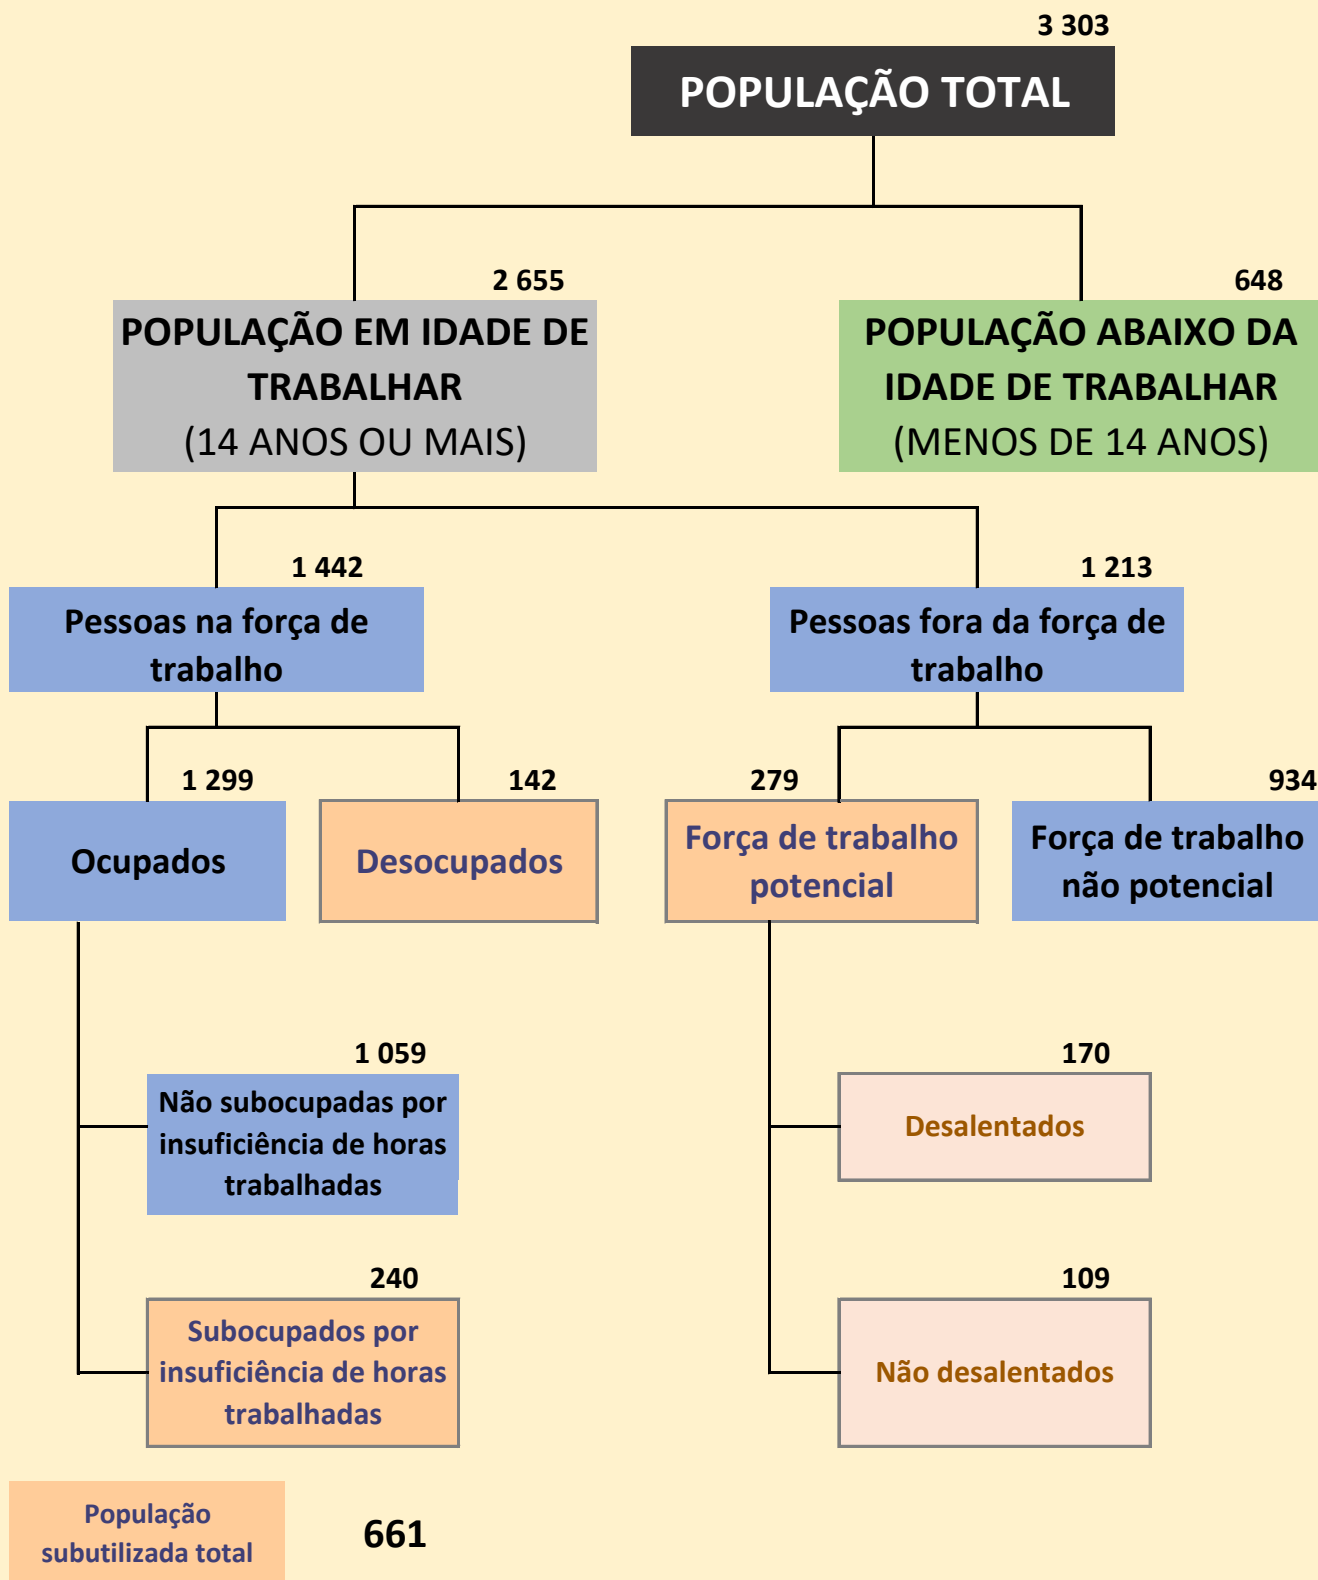 3 303
POPULAÇÃO TOTAL
2 655
POPULAÇÃO EM IDADE DE
TRABALHAR
(14 ANOS OU MAIS)
648
POPULAÇÃO ABAIXO DA
IDADE DE TRABALHAR
(MENOS DE 14 ANOS)
1 442
Pessoas na força de
trabalho
1 213
Pessoas fora da força de
trabalho
1 299
Ocupados
142
Desocupados
279
Força de trabalho
potencial
934
Força de trabalho
não potencial
1 059
Não subocupadas por
insuficiência de horas
trabalhadas
170
Desalentados
240
Subocupados por
insuficiência de horas
trabalhadas
109
Não desalentados
População
subutilizada total
661